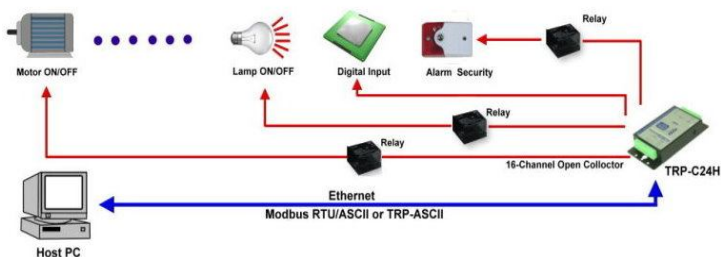 Relay
Motor ON/OFF
Lamp ON/OFF
Digital Input
Alarm Security
Relay
Relay
16-Channel Open Colloctor
TRP-C24H
Ethernet
Modbus RTU/ASCII or TRP-ASCII
Host PC